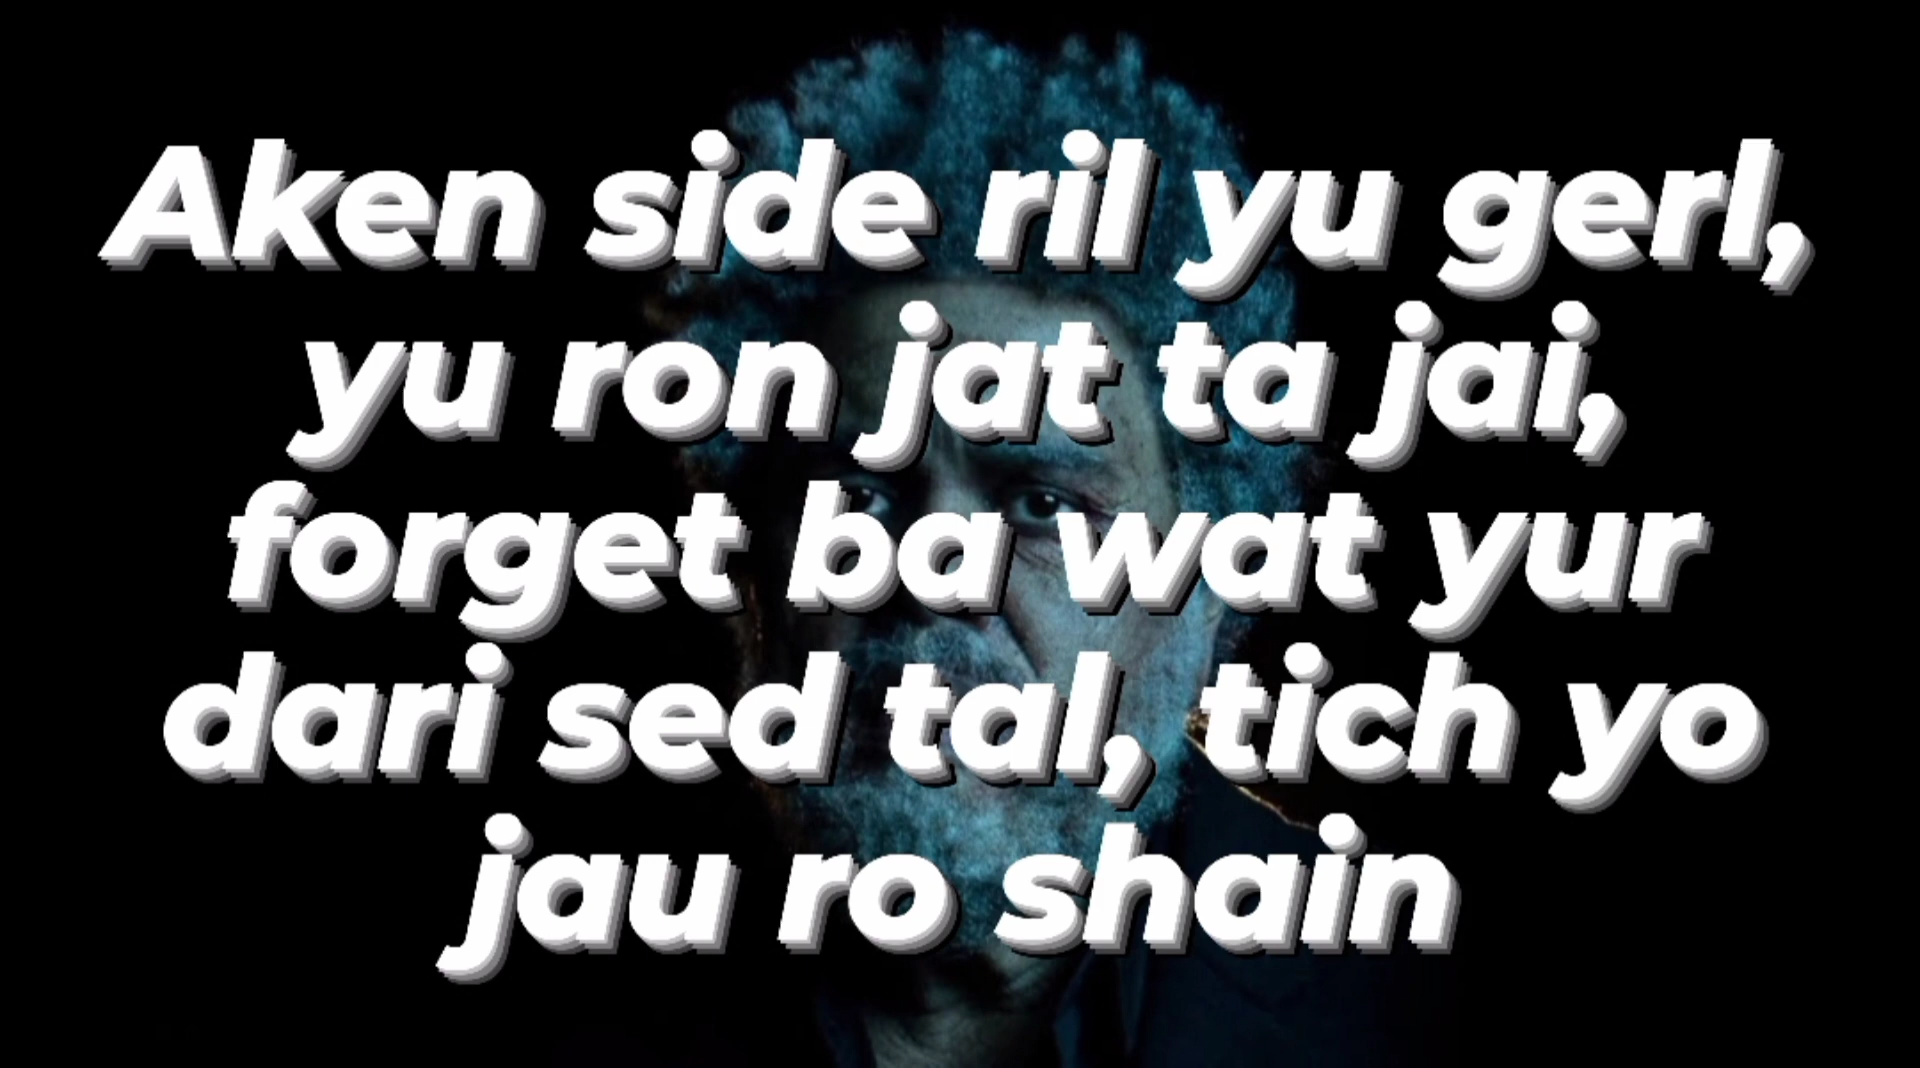 Aken side ril yu gerl,
yu ron jat ta jai,
forget ba wat yur
dari sed tal, tich yo
jau ro shain